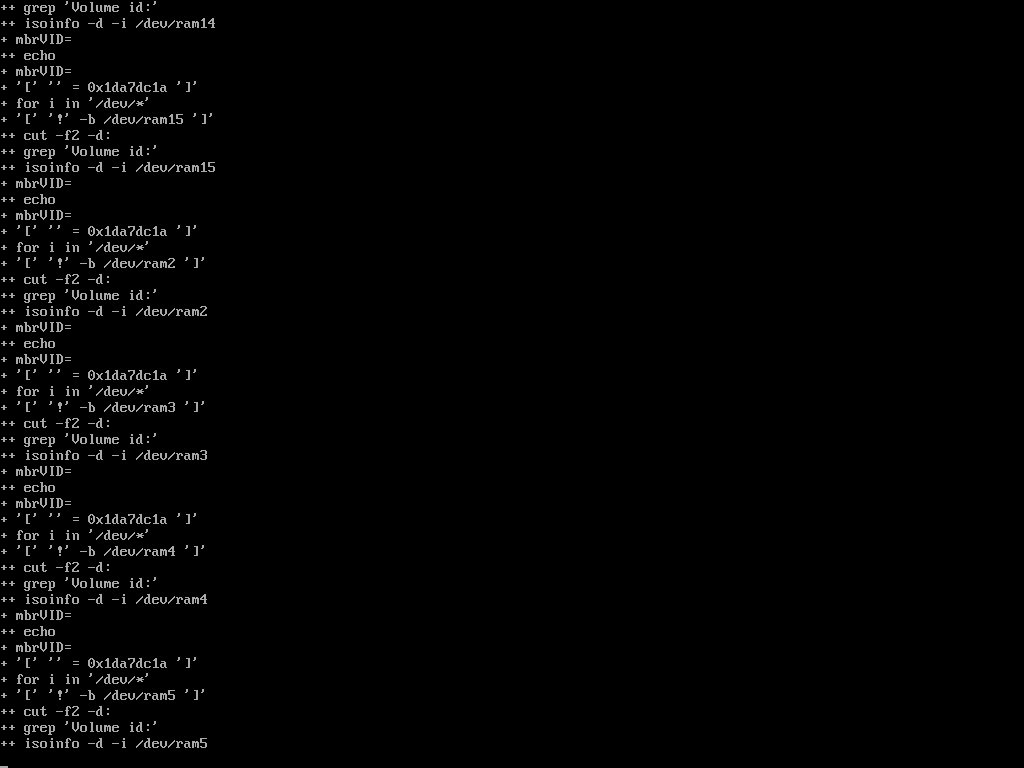 ++ grep 'Volume id:'
++ isoinfo -d -i /dev/ram14
+ mbrVID=
++ echo
+ mbrVID=
+ '[' '' = 0x1da7dc1a ']'
+ for i in '/dev/*'
+ '[' '!' -b /dev/ram15 ']'
++ cut -f2 -d:
++ grep 'Volume id:'
++ isoinfo -d -i /dev/ram15
+ mbrVID=
++ echo
+ mbrVID=
+ '[' '' = 0x1da7dc1a ']'
+ for i in '/dev/*'
+ '[' '!' -b /dev/ram2 ']'
++ cut -f2 -d:
++ grep 'Volume id:'
++ isoinfo -d -i /dev/ram2
+ mbrVID=
++ echo
+ mbrVID=
+ '[' '' = 0x1da7dc1a ']'
+ for i in '/dev/*'
+ '[' '!' -b /dev/ram3 ']'
++ cut -f2 -d:
++ grep 'Volume id:'
++ isoinfo -d -i /dev/ram3
+ mbrVID=
++ echo
+ mbrVID=
+ '[' '' = 0x1da7dc1a ']'
+ for i in '/dev/*'
+ '[' '!' -b /dev/ram4 ']'
++ cut -f2 -d:
++ grep 'Volume id:'
++ isoinfo -d -i /dev/ram4
+ mbrVID=
++ echo
+ mbrVID=
+ '[' '' = 0x1da7dc1a ']'
+ for i in '/dev/*'
+ '[' '!' -b /dev/ram5 ']'
++ cut -f2 -d:
++ grep 'Volume id:'
++ isoinfo -d -i /dev/ram5